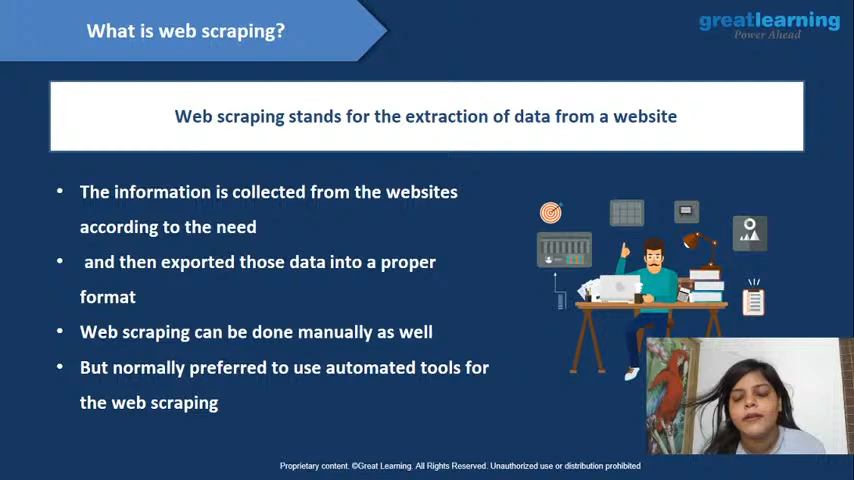 What is web scraping?
greatlearning
Power Ahead
Web scraping stands for the extraction of data from a website
• The information is collected from the websites
according to the need
• and then exported those data into a proper
format
• Web scraping can be done manually as well
• But normally preferred to use automated tools for
the web scraping
Proprietary content. ©Great Learning. All Rights Reserved. Unauthorized use or distribution prohibited